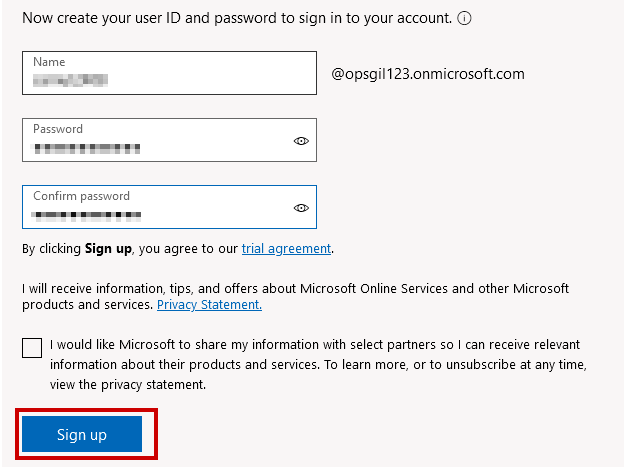 Now create your user ID and password to sign in to your account.
Name
@opsgil123.onmicrosoft.com
Password
Confirm password
By clicking Sign up, you agree to our trial agreement.
I will receive information, tips, and offers about Microsoft Online Services and other Microsoft
products and services. Privacy Statement.
I would like Microsoft to share my information with select partners so I can receive relevant
information about their products and services. To learn more, or to unsubscribe at any time,
view the privacy statement.
Sign up